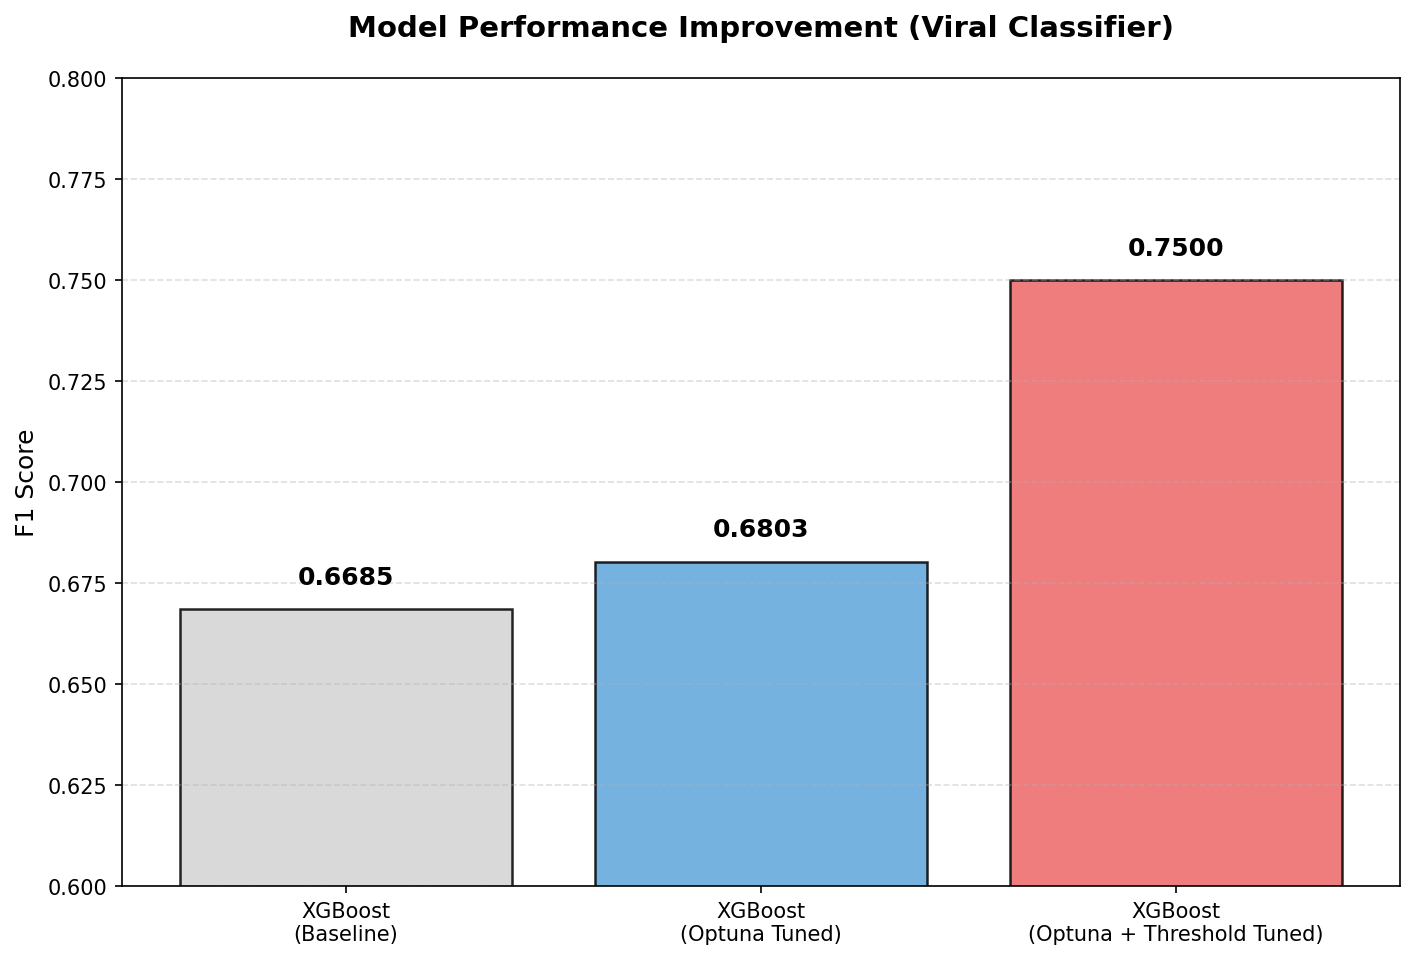 Model Performance Improvement (Viral Classifier)
0.800
0.775
0.750
0.725
0.700
0.675
0.650
0.625
0.600
F1 Score
0.6685
0.6803
0.7500
XGBoost
(Baseline)
XGBoost
(Optuna Tuned)
XGBoost
(Optuna + Threshold Tuned)